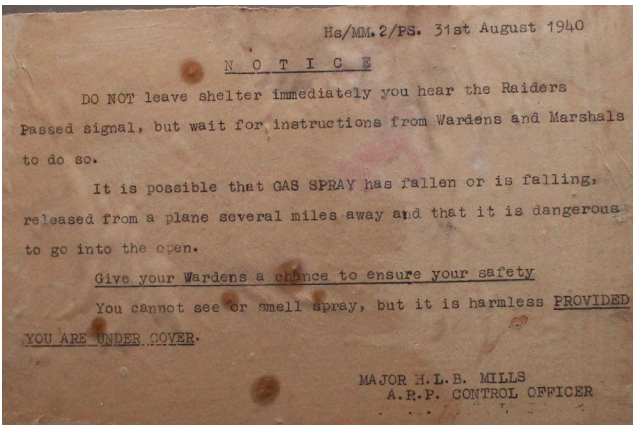 Hs/MM.2/PS. 31st August 1940
N O T I C E
DO NOT leave shelter immediately you hear the Raiders
Passed signal, but wait for instructions from Wardens and Marshals
to do so.
It is possible that GAS SPRAY has fallen or is falling,
released from a plane several miles away and that it is dangerous
to go into the open.
Give your Wardens a chance to ensure your safety
You cannot see or smell spray, but it is harmless PROVIDED
YOU ARE UNDER COVER.
MAJOR H.L.B. MILLS
A.R.P. CONTROL OFFICER